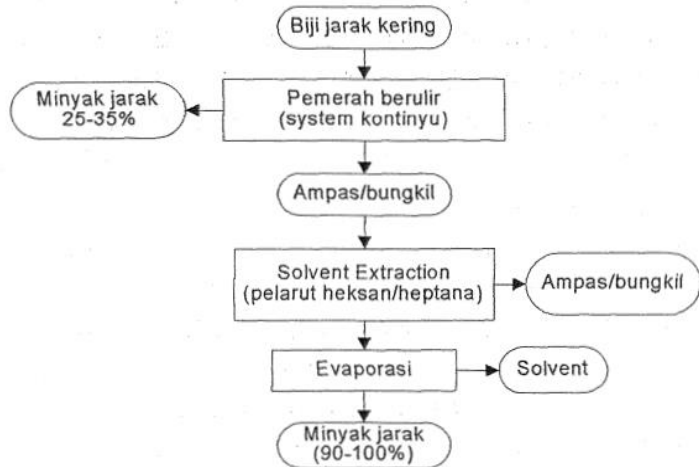 Biji jarak kering
Minyak jarak
25-35%
Pemerah berulir
(system kontinyu)
Ampas/bungkil
Solvent Extraction
(pelarut heksan/heptana)
Ampas/bungkil
Evaporasi
Solvent
Minyak jarak
(90-100%)